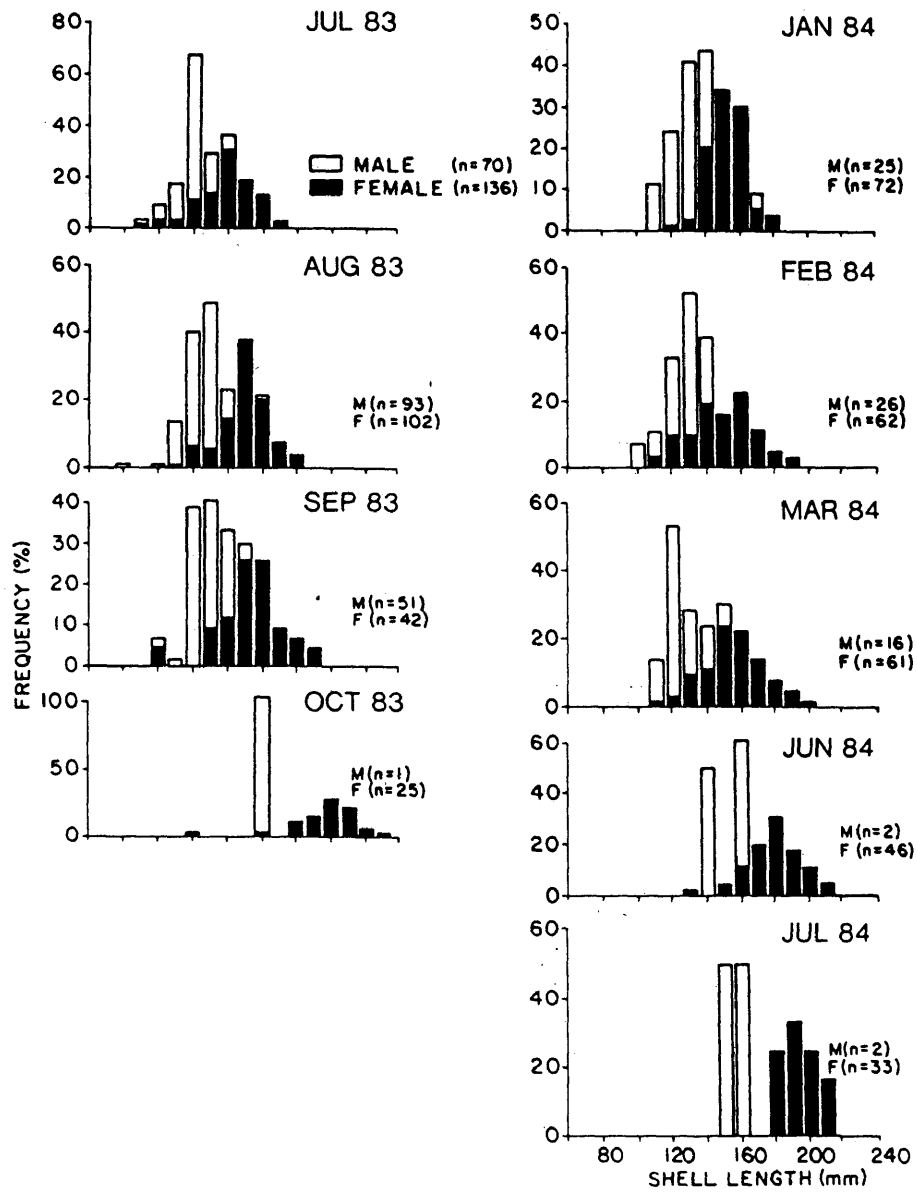 JUL 83
80
60
40
20
0
MALE (n=70)
FEMALE (n=136)
AUG 83
60
40
20
0
M(n=93)
F(n=102)
SEP 83
40
30
20
10
0
M(n=51)
F(n=42)
OCT 83
100
50
0
M(n=1)
F(n=25)
FREQUENCY (%)
JAN 84
50
40
30
20
10
0
M(n=25)
F(n=72)
FEB 84
60
40
20
0
M(n=26)
F(n=62)
MAR 84
60
40
20
0
M(n=16)
F(n=61)
JUN 84
60
40
20
0
M(n=2)
F(n=46)
JUL 84
60
40
20
0
M(n=2)
F(n=33)
80 120 160 200 240
SHELL LENGTH (mm)